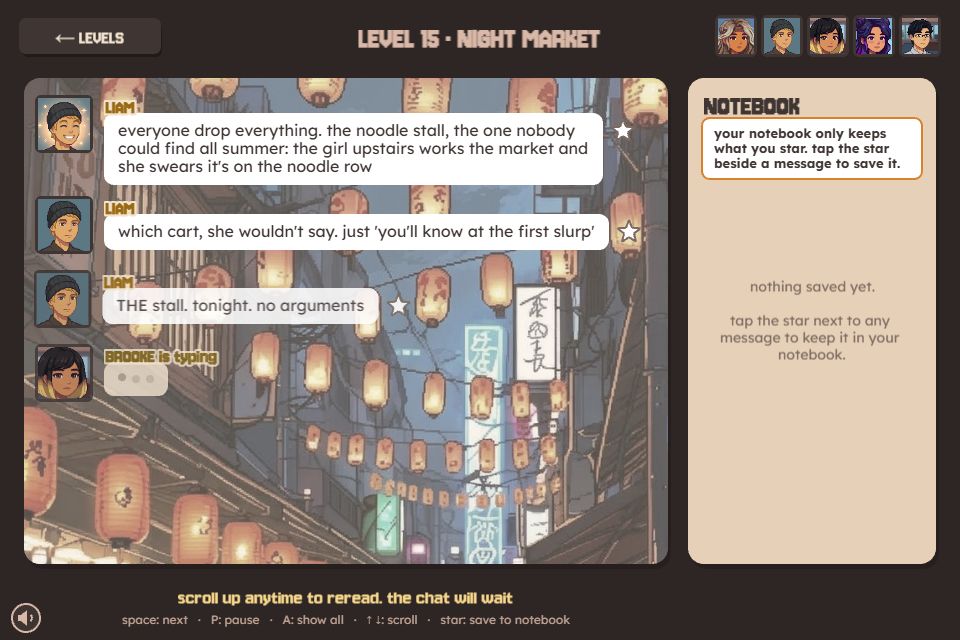 ← LEVELS
LEVEL 15 · NIGHT MARKET
LIAM
everyone drop everything. the noodle stall, the one nobody
could find all summer: the girl upstairs works the market and
she swears it's on the noodle row
LIAM
which cart, she wouldn't say. just 'you'll know at the first slurp'
LIAM
THE stall. tonight. no arguments
BROOKE is typing
NOTEBOOK
your notebook only keeps
what you star. tap the star
beside a message to save it.
nothing saved yet.
tap the star next to any
message to keep it in your
notebook.
scroll up anytime to reread. the chat will wait
space: next · P: pause · A: show all · ↑↓: scroll · star: save to notebook